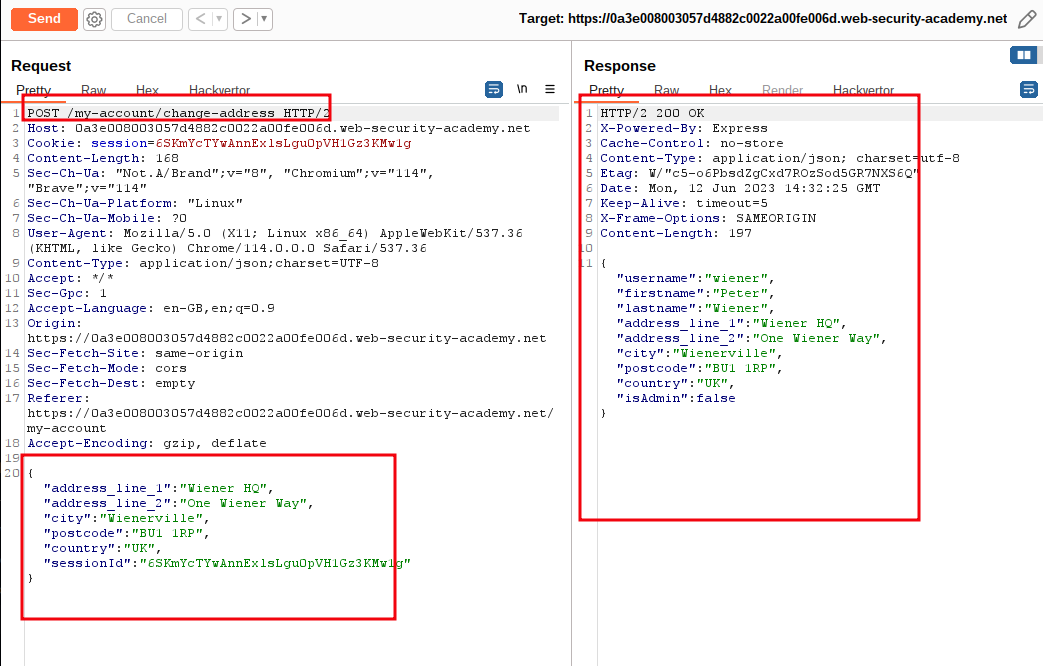 Send Cancel < > Target: https://0a3e008003057d4882c0022a00fe006d.web-security-academy.net
Request
Pretty Raw Hex Hackvertor \n
1 POST /my-account/change-address HTTP/2
2 Host: 0a3e008003057d4882c0022a00fe006d.web-security-academy.net
3 Cookie: session=6SKmYcTYwAnnEx1sLguOpVH1Gz3KMw1g
4 Content-Length: 168
5 Sec-Ch-Ua: "Not.A/Brand";v="8", "Chromium";v="114",
"Brave";v="114"
6 Sec-Ch-Ua-Platform: "Linux"
7 Sec-Ch-Ua-Mobile: ?0
8 User-Agent: Mozilla/5.0 (X11; Linux x86_64) AppleWebKit/537.36
(KHTML, like Gecko) Chrome/114.0.0.0 Safari/537.36
9 Content-Type: application/json;charset=UTF-8
10 Accept: */*
11 Sec-Gpc: 1
12 Accept-Language: en-GB,en;q=0.9
13 Origin:
https://0a3e008003057d4882c0022a00fe006d.web-security-academy.net
14 Sec-Fetch-Site: same-origin
15 Sec-Fetch-Mode: cors
16 Sec-Fetch-Dest: empty
17 Referer:
https://0a3e008003057d4882c0022a00fe006d.web-security-academy.net/
my-account
18 Accept-Encoding: gzip, deflate
19
20 {
"address_line_1":"Wiener HQ",
"address_line_2":"One Wiener Way",
"city":"Wienerville",
"postcode":"BU1 1RP",
"country":"UK",
"sessionId":"6SKmYcTYwAnnEx1sLguOpVH1Gz3KMw1g"
}
Response
Pretty Raw Hex Render Hackvertor
1 HTTP/2 200 OK
2 X-Powered-By: Express
3 Cache-Control: no-store
4 Content-Type: application/json; charset=utf-8
5 Etag: W/"c5-o6PbsdZgCxd7ROzSod5GR7NXS6Q"
6 Date: Mon, 12 Jun 2023 14:32:25 GMT
7 Keep-Alive: timeout=5
8 X-Frame-Options: SAMEORIGIN
9 Content-Length: 197
10
11 {
"username":"wiener",
"firstname":"Peter",
"lastname":"Wiener",
"address_line_1":"Wiener HQ",
"address_line_2":"One Wiener Way",
"city":"Wienerville",
"postcode":"BU1 1RP",
"country":"UK",
"isAdmin":false
}